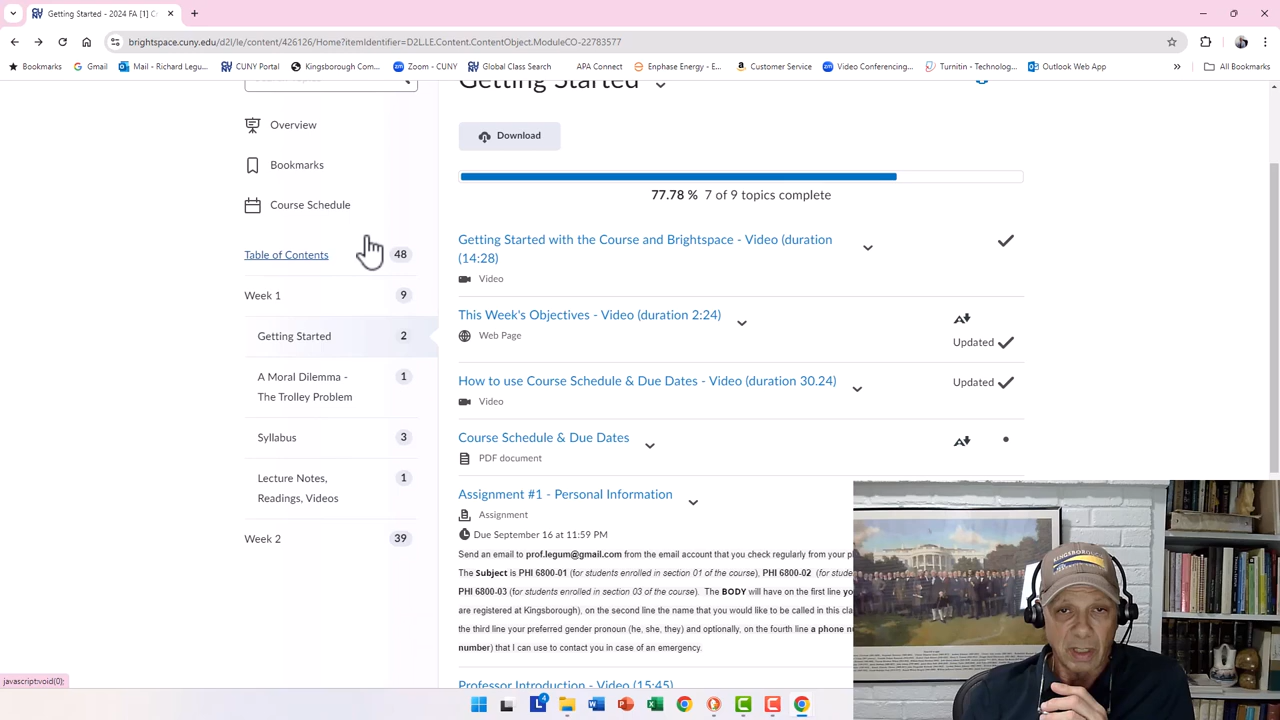 Getting Started - 2024 FA [1] C
brightspace.cuny.edu/d2l/le/content/426126/Home?itemIdentifier=D2L.LE.Content.ContentObject.ModuleCO-22783577
Bookmarks
Gmail
Mail - Richard Legu...
CUNY Portal
Kingsborough Com...
Zoom - CUNY
Global Class Search
APA Connect
Enphase Energy - E...
Customer Service
Video Conferencing...
Turnitin - Technolog...
Outlook Web App
All Bookmarks
Getting Started
Overview
Bookmarks
Course Schedule
Table of Contents 48
Week 1 9
Getting Started 2
A Moral Dilemma - 1
The Trolley Problem
Syllabus 3
Lecture Notes, 1
Readings, Videos
Week 2 39
Download
77.78 % 7 of 9 topics complete
Getting Started with the Course and Brightspace - Video (duration
(14:28)
Video
This Week's Objectives - Video (duration 2:24)
Web Page
Updated
How to use Course Schedule & Due Dates - Video (duration 30.24)
Updated
Video
Course Schedule & Due Dates
PDF document
Assignment #1 - Personal Information
Assignment
Due September 16 at 11:59 PM
Send an email to prof.legum@gmail.com from the email account that you check regularly from your p
The Subject is PHI 6800-01 (for students enrolled in section 01 of the course), PHI 6800-02 (for stude
PHI 6800-03 (for students enrolled in section 03 of the course). The BODY will have on the first line yo
are registered at Kingsborough), on the second line the name that you would like to be called in this cla
the third line your preferred gender pronoun (he, she, they) and optionally, on the fourth line a phone nu
number) that I can use to contact you in case of an emergency.
Professor Introduction - Video (15:45)
javascript:void(0);
KINGSBOROUGH